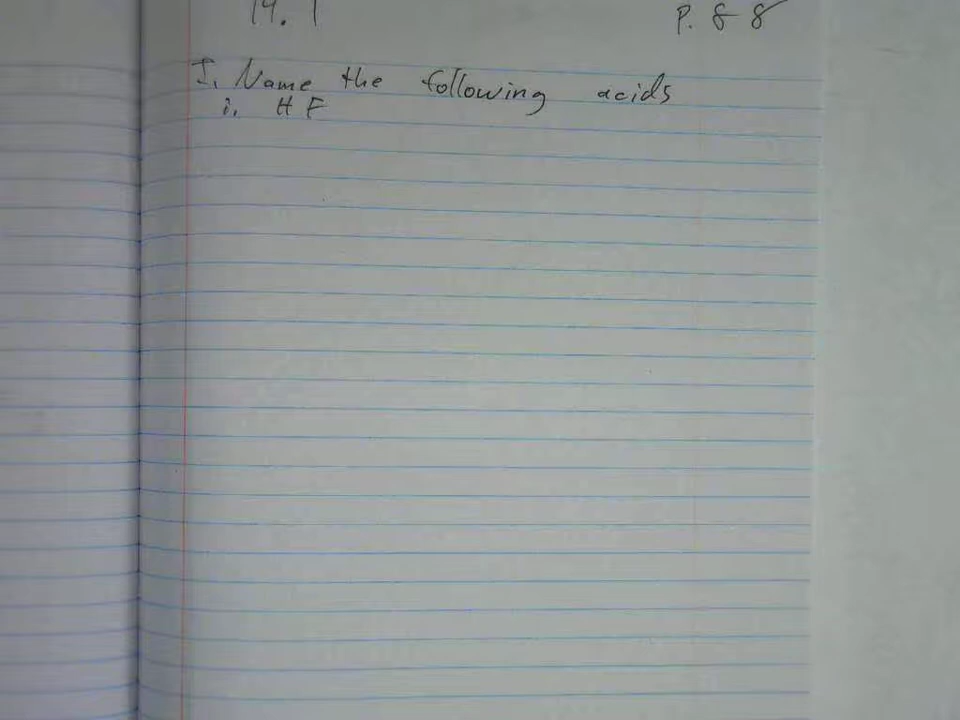 14. 1 P. 88
I. Name the following acids
i. HF